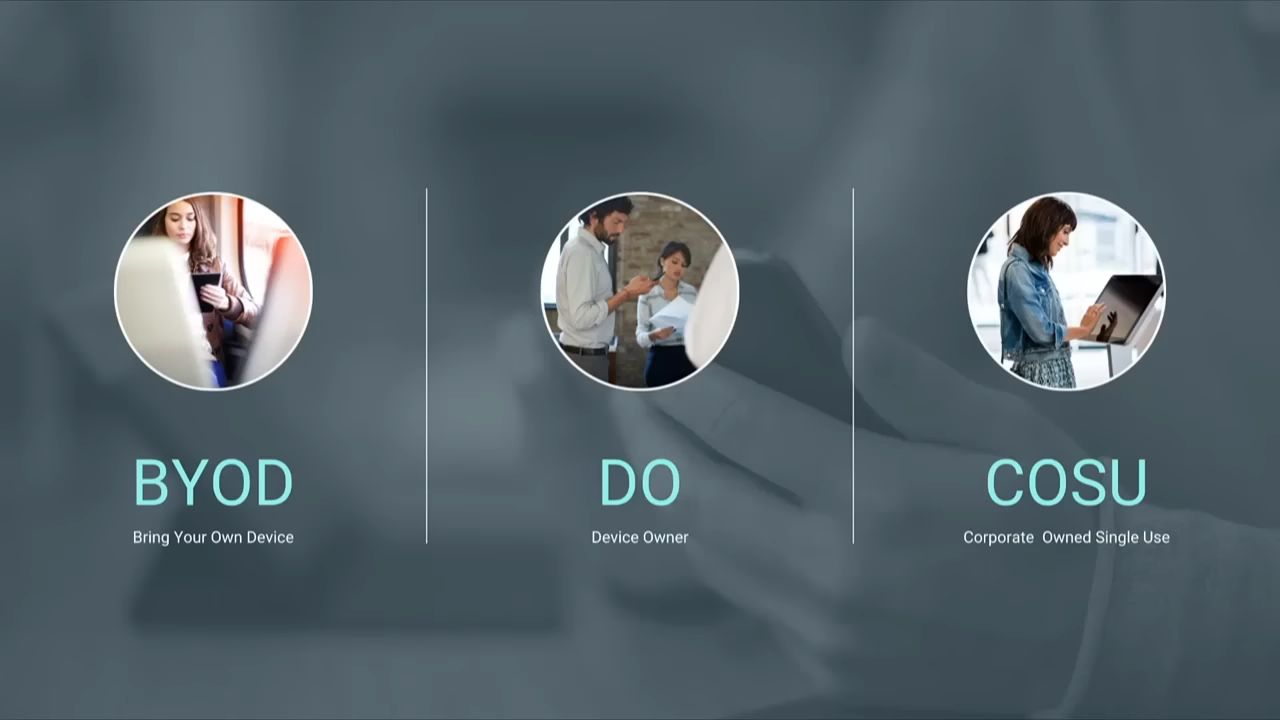 BYOD
Bring Your Own Device
DO
Device Owner
COSU
Corporate  Owned Single Use